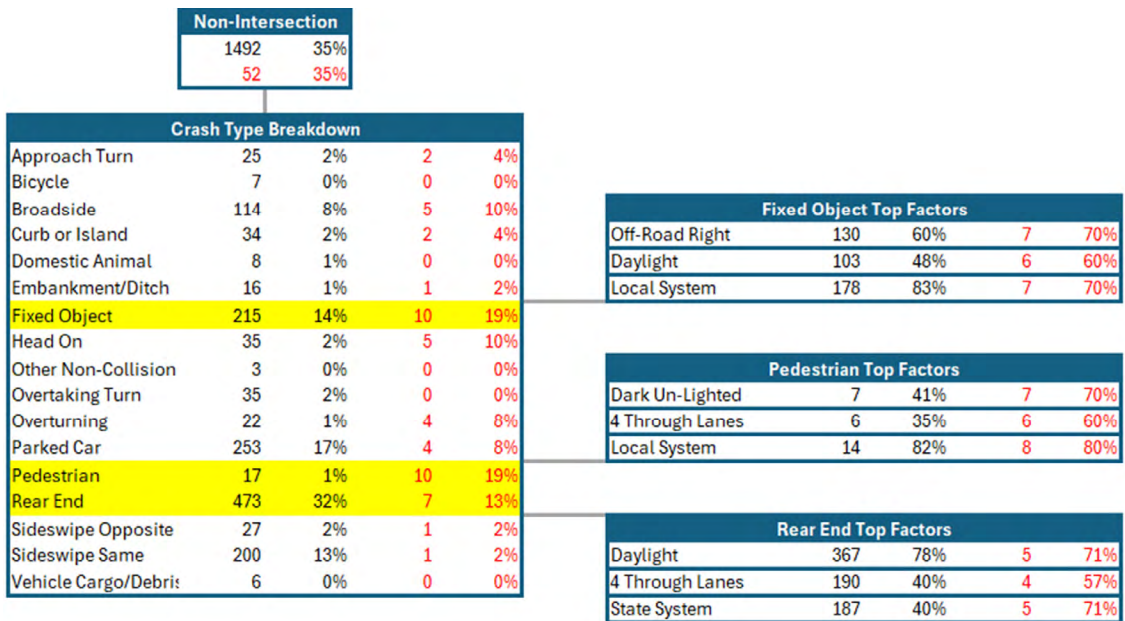 Non-Intersection
1492 35%
52 35%
Crash Type Breakdown
Approach Turn 25 2% 2 4%
Bicycle 7 0% 0 0%
Broadside 114 8% 5 10%
Curb or Island 34 2% 2 4%
Domestic Animal 8 1% 0 0%
Embankment/Ditch 16 1% 1 2%
Fixed Object 215 14% 10 19%
Head On 35 2% 5 10%
Other Non-Collision 3 0% 0 0%
Overtaking Turn 35 2% 0 0%
Overturning 22 1% 4 8%
Parked Car 253 17% 4 8%
Pedestrian 17 1% 10 19%
Rear End 473 32% 7 13%
Sideswipe Opposite 27 2% 1 2%
Sideswipe Same 200 13% 1 2%
Vehicle Cargo/Debris 6 0% 0 0%
Fixed Object Top Factors
Off-Road Right 130 60% 7 70%
Daylight 103 48% 6 60%
Local System 178 83% 7 70%
Pedestrian Top Factors
Dark Un-Lighted 7 41% 7 70%
4 Through Lanes 6 35% 6 60%
Local System 14 82% 8 80%
Rear End Top Factors
Daylight 367 78% 5 71%
4 Through Lanes 190 40% 4 57%
State System 187 40% 5 71%